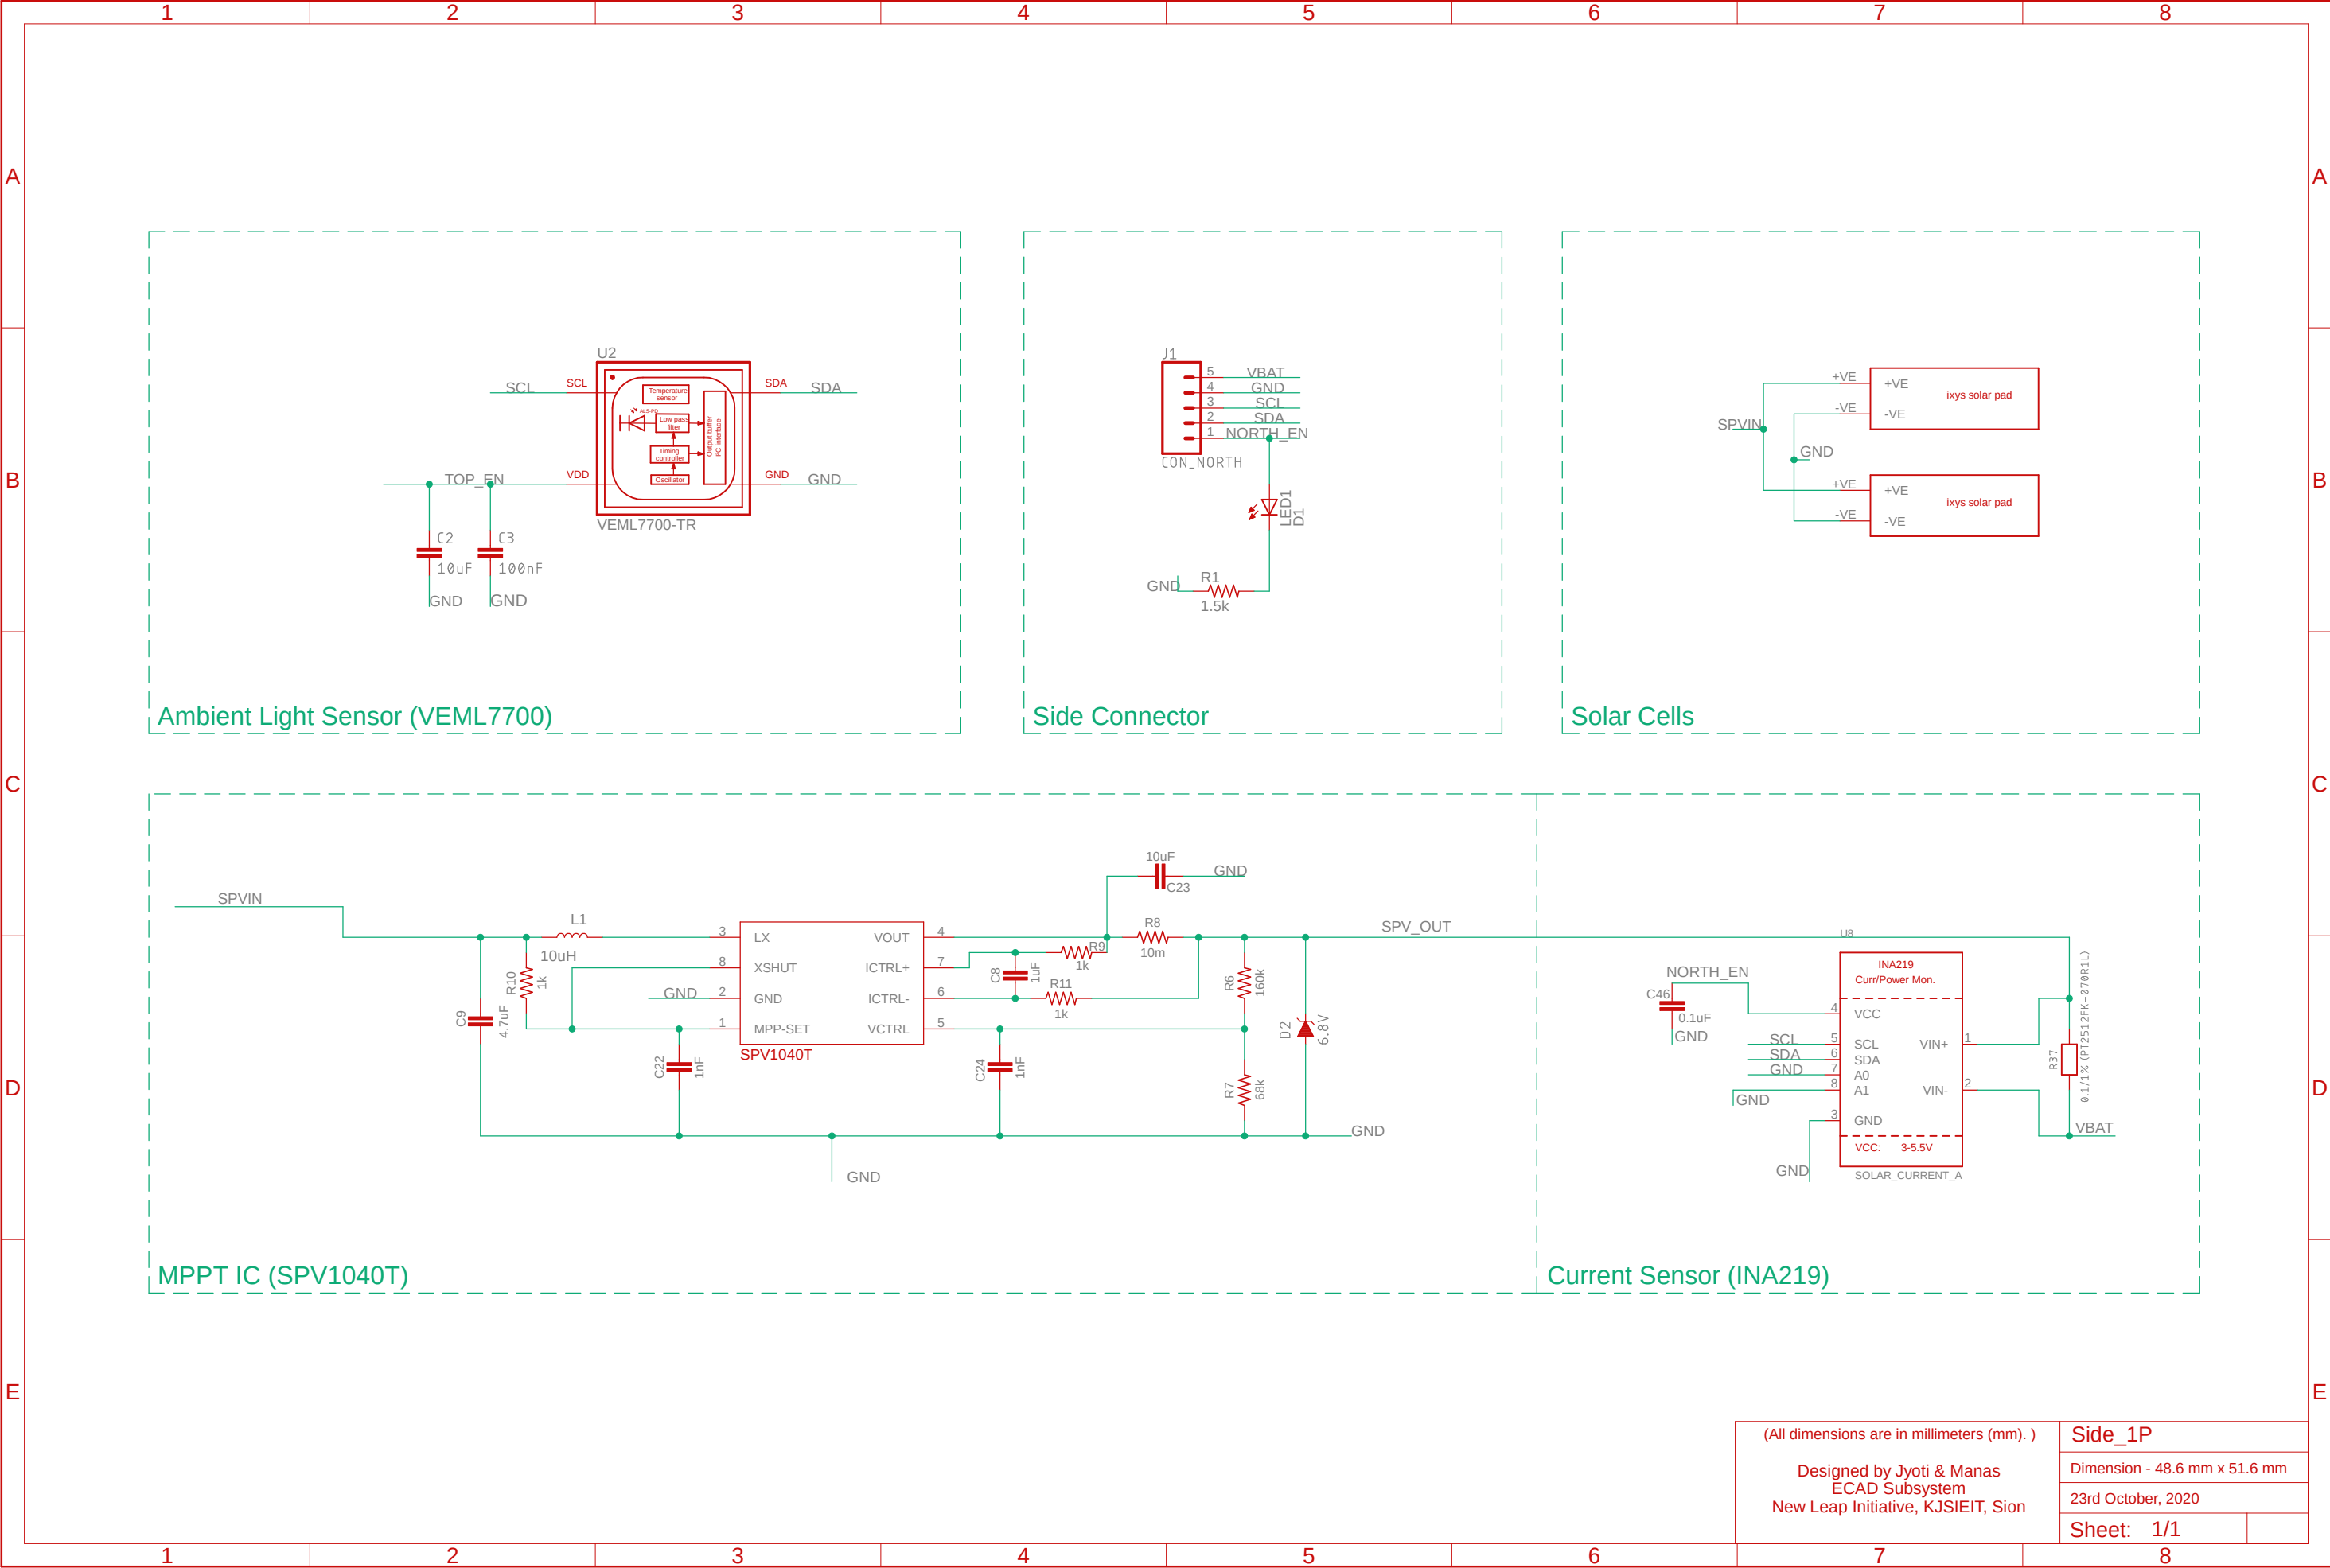 1 2 3 4 5 6 7 8
A A
B B
C C
D D
E E
U2
SCL SCL SDA SDA
Temperature
sensor
ALS-PD
Low pass
filter
Output buffer
I²C interface
Timing
controller
Oscillator
TOP_EN VDD GND GND
VEML7700-TR
C2 C3
10uF 100nF
GND GND
Ambient Light Sensor (VEML7700)
J1
5 VBAT
4 GND
3 SCL
2 SDA
1 NORTH_EN
CON_NORTH
LED1
D1
GND R1
1.5k
Side Connector
+VE +VE ixys solar pad
-VE -VE
SPVIN
GND
+VE +VE ixys solar pad
-VE -VE
Solar Cells
SPVIN
L1
10uH
R10
1k
C9
4.7uF
C22
1nF
GND
3 LX VOUT 4
8 XSHUT ICTRL+ 7
2 GND ICTRL- 6
1 MPP-SET VCTRL 5
SPV1040T
10uF
C23
GND
R8
10m
R9
1k
C8
1uF
R11
1k
C24
1nF
R6
160k
R7
68k
D2
6.8V
SPV_OUT
GND
GND
MPPT IC (SPV1040T)
U8
INA219
Curr/Power Mon.
NORTH_EN
C46
0.1uF
GND
4 VCC
SCL 5 SCL VIN+ 1
SDA 6 SDA
GND 7 A0
8 A1 VIN- 2
GND
3 GND
GND
VCC: 3-5.5V
SOLAR_CURRENT_A
R37
0.1/1%(PT2512FK-070R1L)
VBAT
Current Sensor (INA219)
(All dimensions are in millimeters (mm). )
Designed by Jyoti & Manas
ECAD Subsystem
New Leap Initiative, KJSIEIT, Sion
Side_1P
Dimension - 48.6 mm x 51.6 mm
23rd October, 2020
Sheet: 1/1
1 2 3 4 5 6 7 8